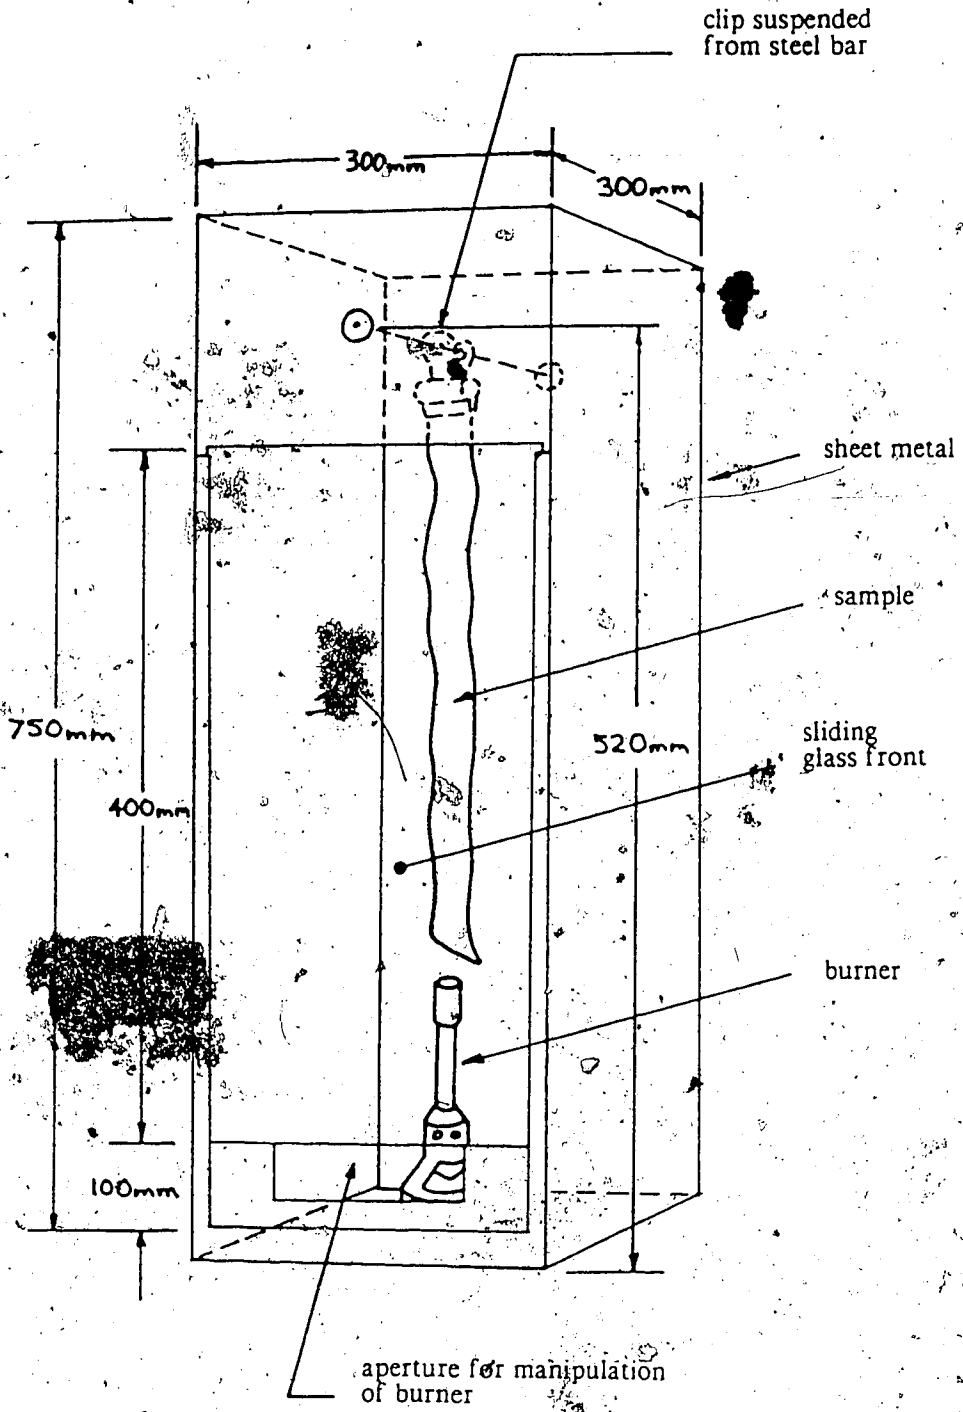 clip suspended
from steel bar
300mm
300mm
sheet metal
sample
750mm
520mm
sliding
glass front
400mm
burner
100mm
aperture for manipulation
of burner